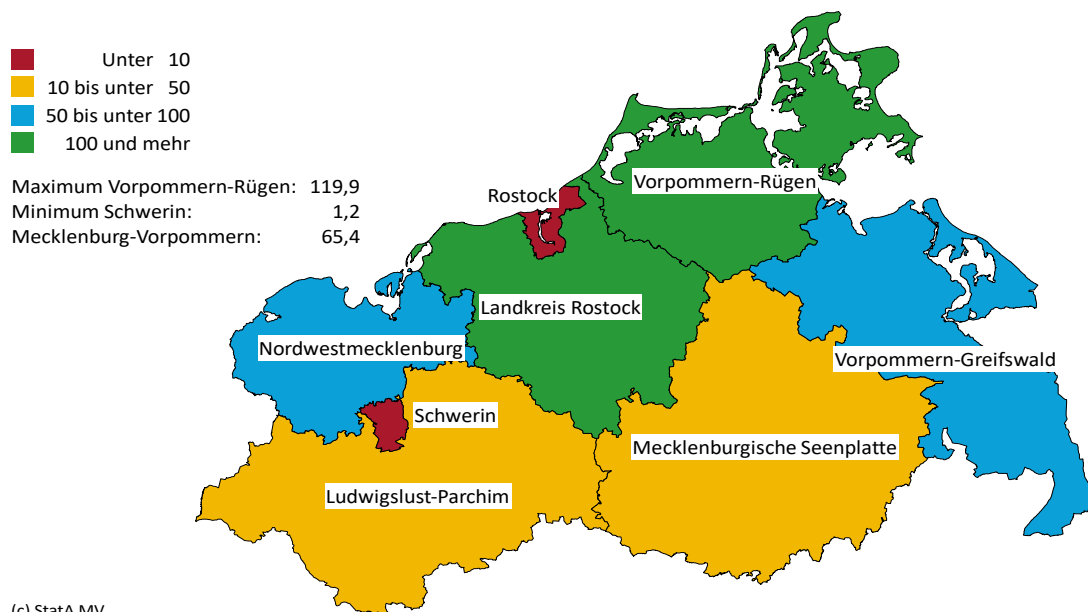 Unter 10
10 bis unter 50
50 bis unter 100
100 und mehr
Maximum Vorpommern-Rügen: 119,9
Minimum Schwerin: 1,2
Mecklenburg-Vorpommern: 65,4
Rostock
Vorpommern-Rügen
Landkreis Rostock
Nordwestmecklenburg
Vorpommern-Greifswald
Schwerin
Mecklenburgische Seenplatte
Ludwigslust-Parchim
(c) StatA MV